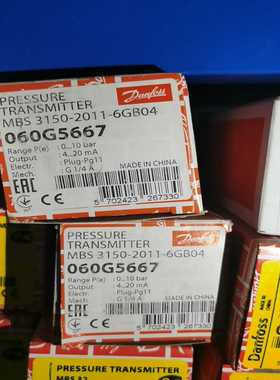 PRESSURE
TRANSMITTER
MBS 3150-2011-6GB04
060G5667
Range P(e) : 0...10 bar
Output : 4...20 mA
Electr. : Plug-Pg11
Mech. : G 1/4 A
Danfoss
EAC
MADE IN CHINA
5 702423 267330
PRESSURE
TRANSMITTER
MBS 3150-2011-6GB04
060G5667
Range P(e) : 0...10 bar
Output : 4...20 mA
Electr. : Plug-Pg11
Mech. : G 1/4 A
Danfoss
EAC
MADE IN CHINA
5 702423 267330
PRESSURE TRANSMITTER
Danfoss